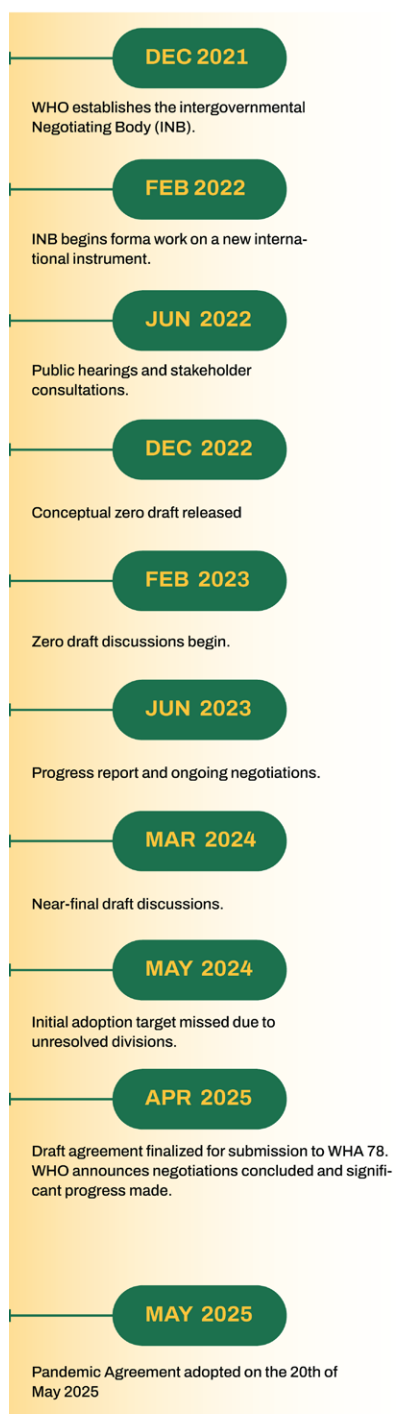 DEC 2021
WHO establishes the intergovernmental
Negotiating Body (INB).
FEB 2022
INB begins forma work on a new interna-
tional instrument.
JUN 2022
Public hearings and stakeholder
consultations.
DEC 2022
Conceptual zero draft released
FEB 2023
Zero draft discussions begin.
JUN 2023
Progress report and ongoing negotiations.
MAR 2024
Near-final draft discussions.
MAY 2024
Initial adoption target missed due to
unresolved divisions.
APR 2025
Draft agreement finalized for submission to WHA 78.
WHO announces negotiations concluded and signifi-
cant progress made.
MAY 2025
Pandemic Agreement adopted on the 20th of
May 2025